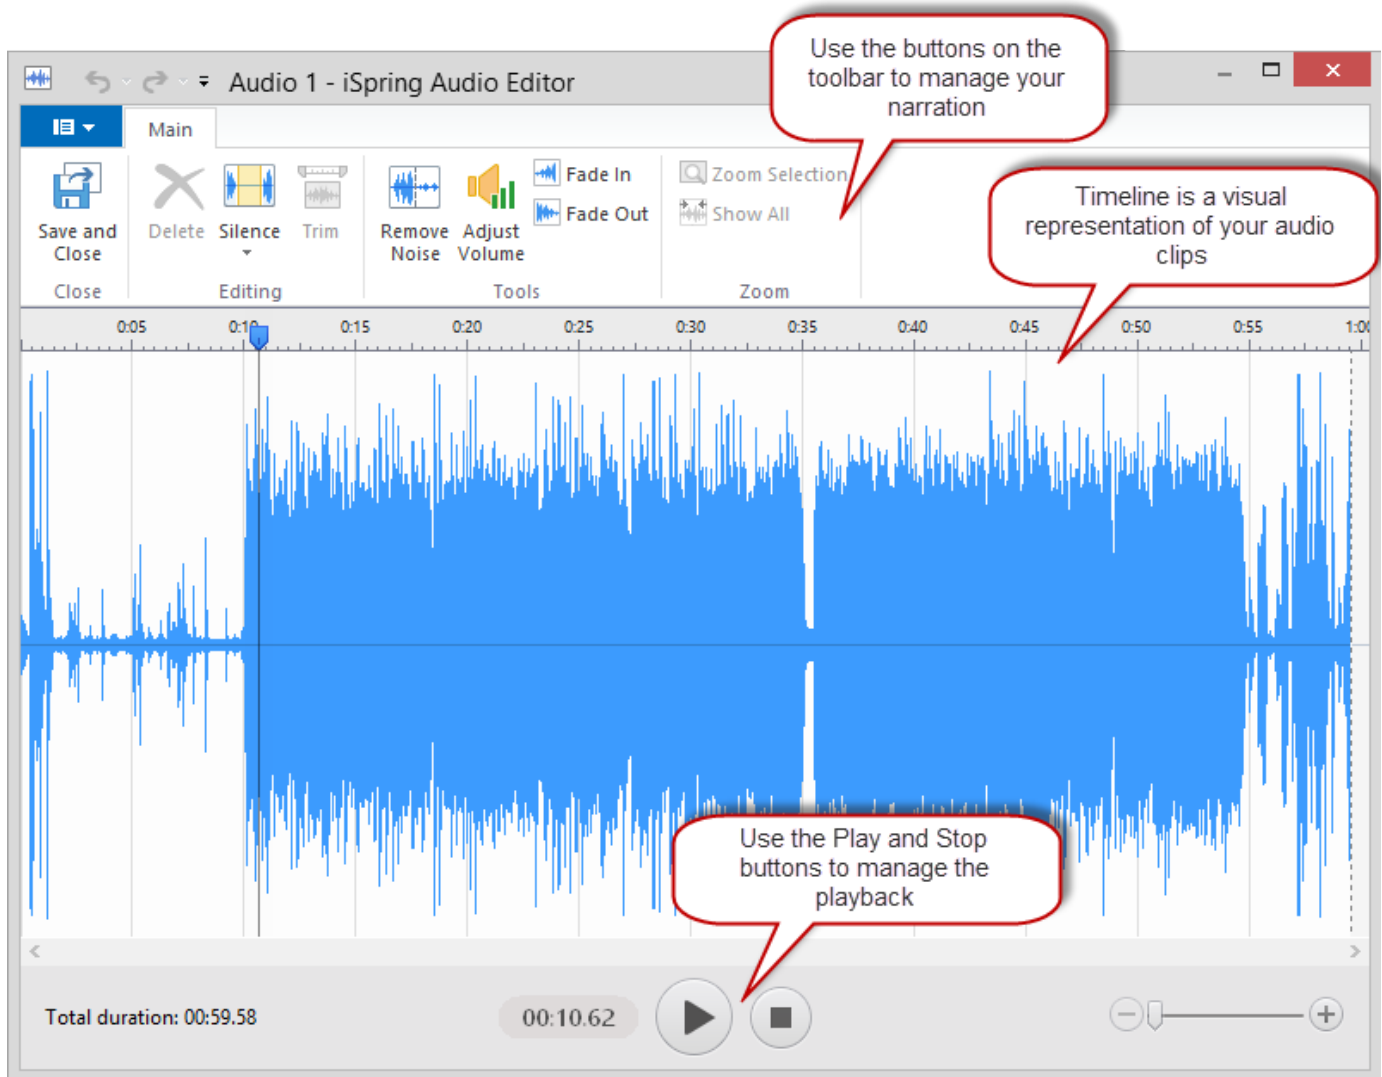 Use the buttons on the
toolbar to manage your
narration
Audio 1 - iSpring Audio Editor
Main
Save and
Close
Delete
Silence
Trim
Remove
Noise
Adjust
Volume
Fade In
Fade Out
Zoom Selection
Show All
Close
Editing
Tools
Zoom
Timeline is a visual
representation of your audio
clips
0:05 0:10 0:15 0:20 0:25 0:30 0:35 0:40 0:45 0:50 0:55 1:00
Use the Play and Stop
buttons to manage the
playback
Total duration: 00:59.58
00:10.62